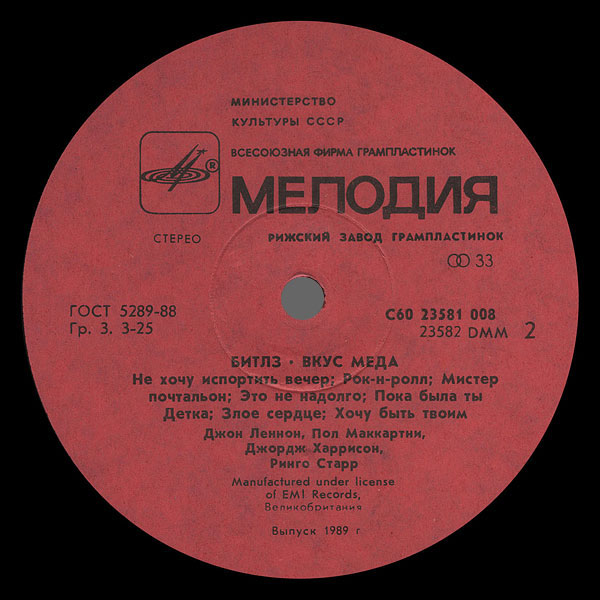 МИНИСТЕРСТВО
КУЛЬТУРЫ СССР
ВСЕСОЮЗНАЯ ФИРМА ГРАМПЛАСТИНОК
®
МЕЛОДИЯ
СТЕРЕО
РИЖСКИЙ ЗАВОД ГРАМПЛАСТИНОК
33
ГОСТ 5289-88
Гр. 3. 3-25
С60 23581 008
23582 DMM 2
БИТЛЗ · ВКУС МЕДА
Не хочу испортить вечер; Рок-н-ролл; Мистер
почтальон; Это не надолго; Пока была ты
Детка; Злое сердце; Хочу быть твоим
Джон Леннон, Пол Маккартни,
Джордж Харрисон,
Ринго Старр
Manufactured under license
of EMI Records,
Великобритания
Выпуск 1989 г